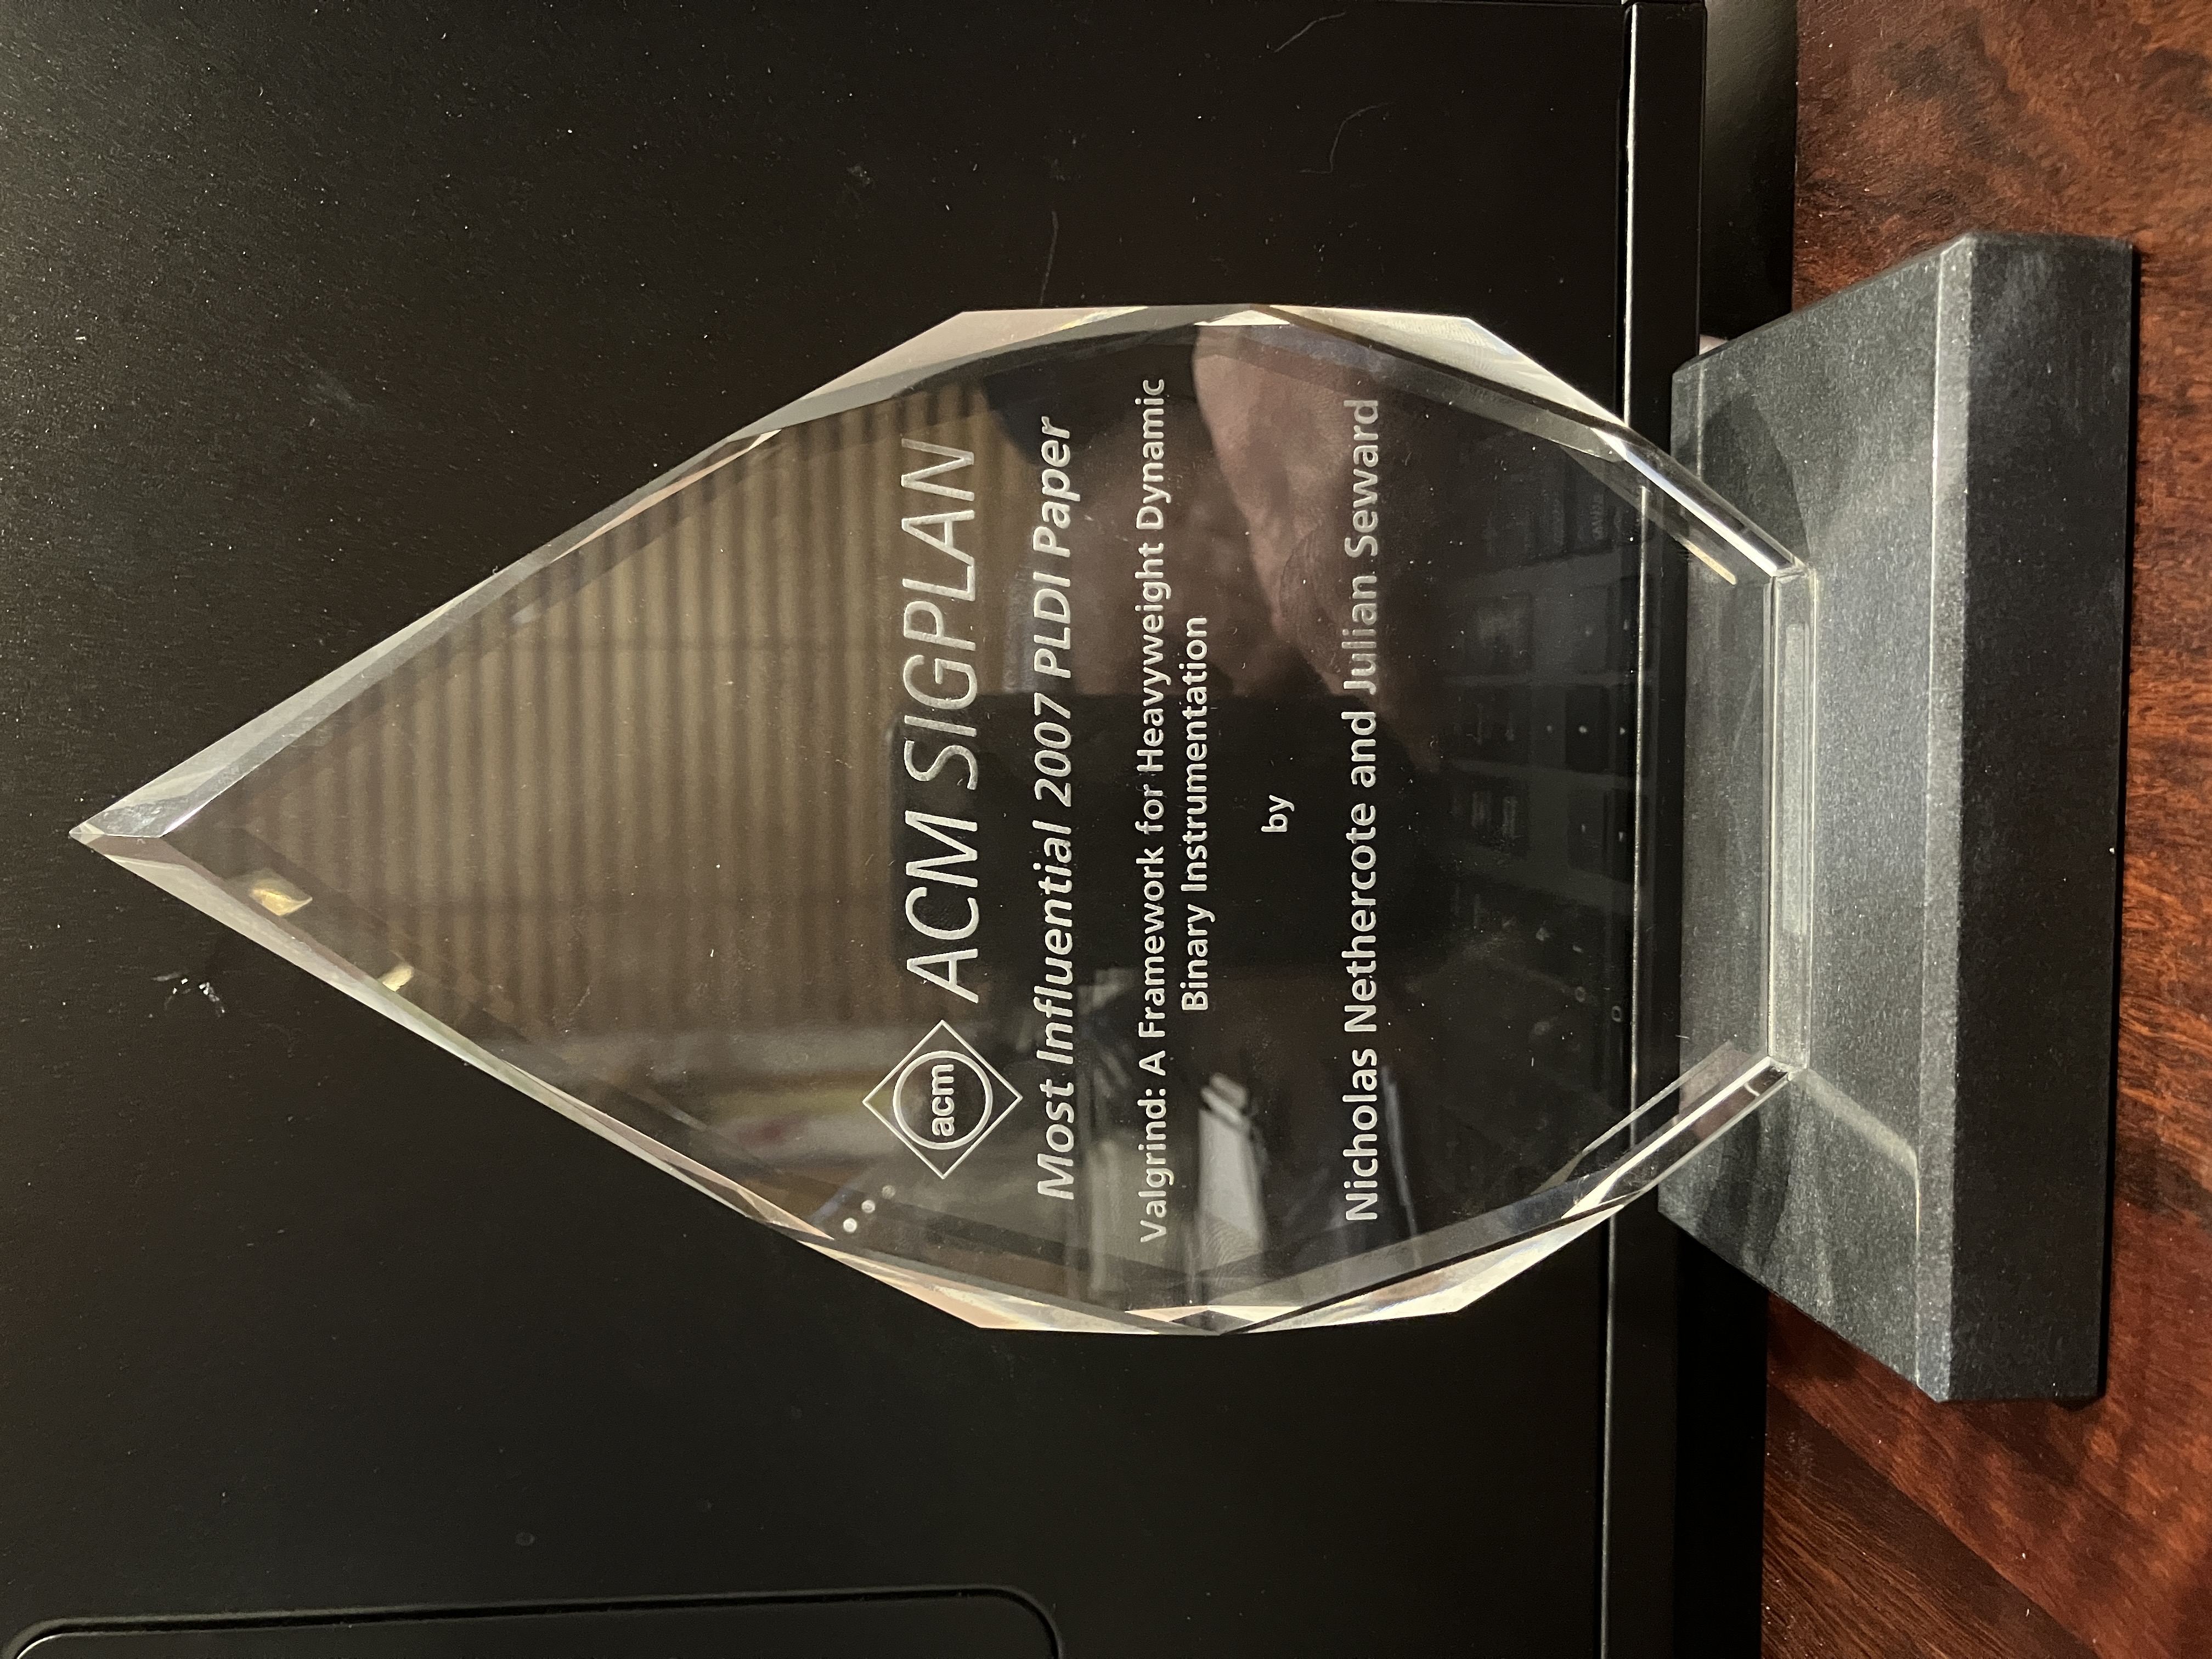 acm ACM SIGPLAN
Most Influential 2007 PLDI Paper
Valgrind: A Framework for Heavyweight Dynamic
Binary Instrumentation
by
Nicholas Nethercote and Julian Seward